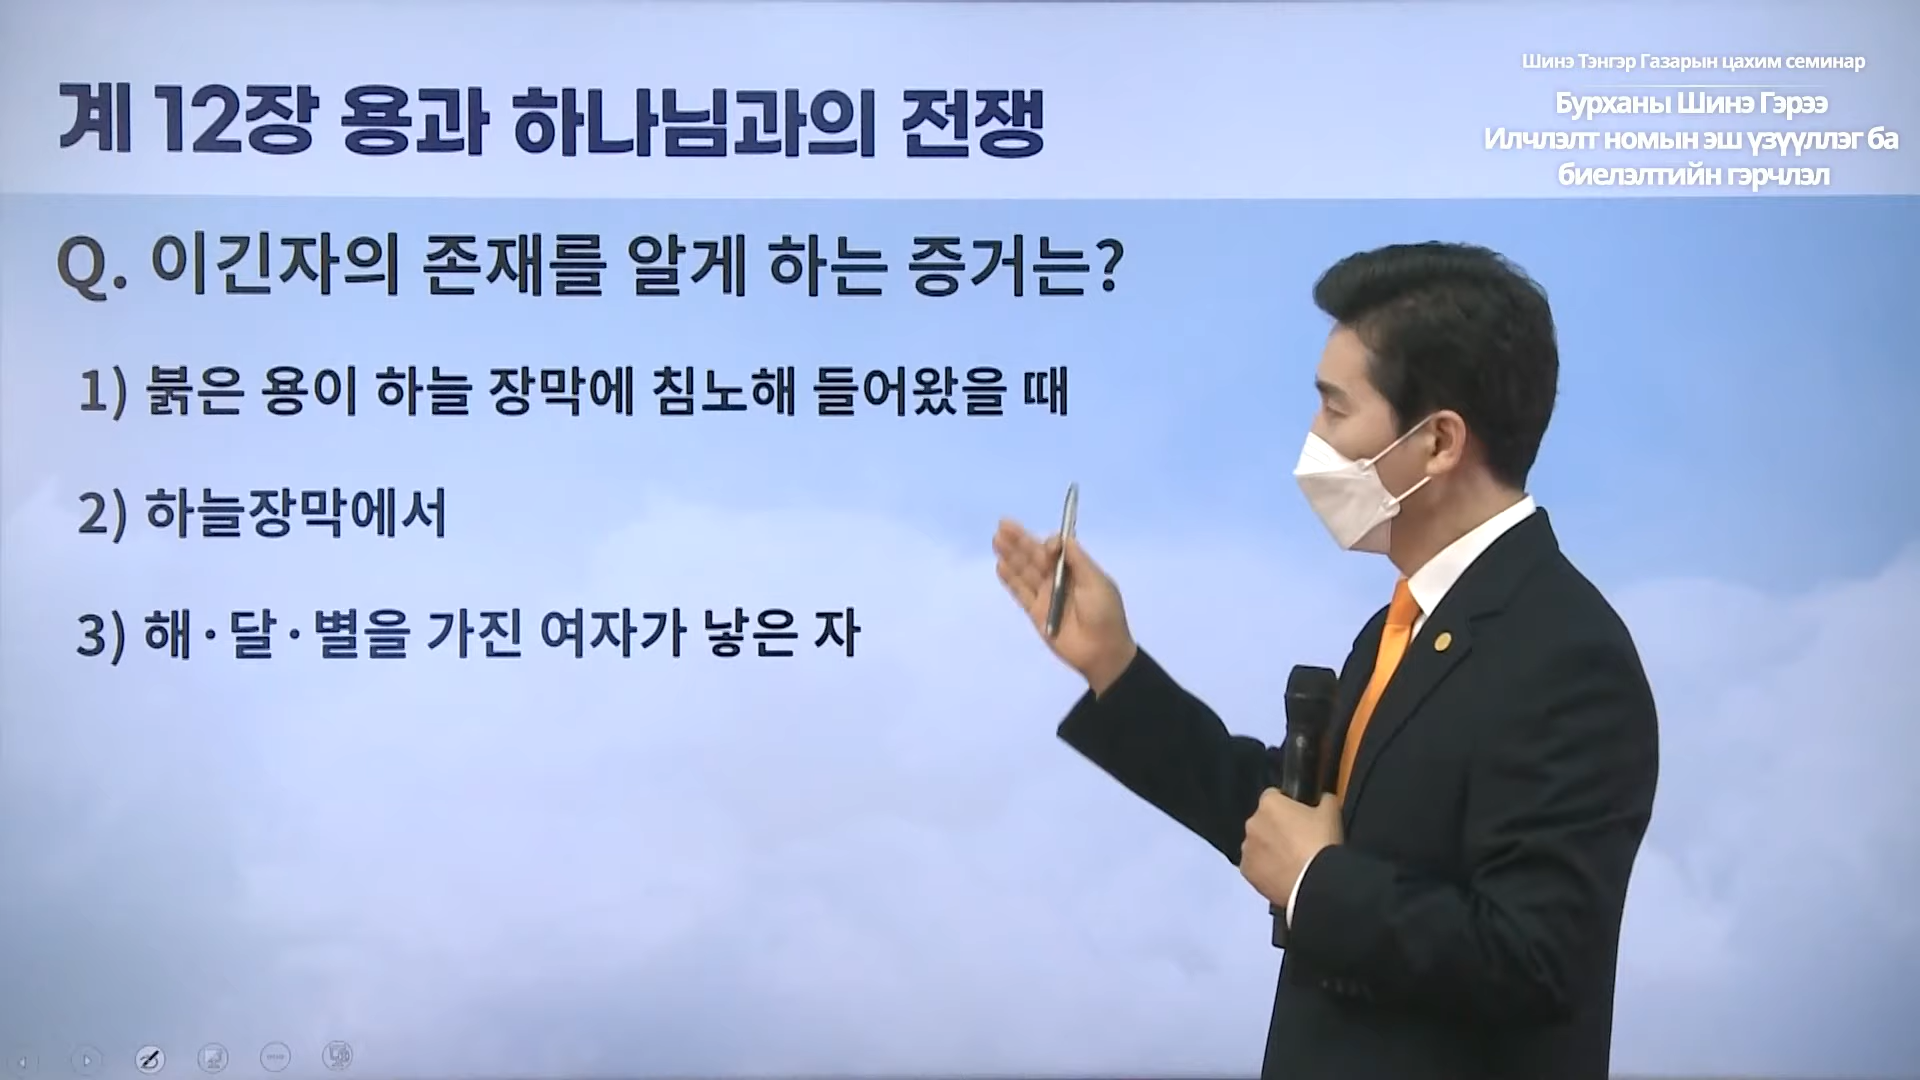 계 12장 용과 하나님과의 전쟁
Шинэ Тэнгэр Газарын цахим семинар
Бурханы Шинэ Гэрээ
Илчлэлт номын эш үзүүллэг ба
биелэлтийн гэрчлэл
Q. 이긴자의 존재를 알게 하는 증거는?
1) 붉은 용이 하늘 장막에 침노해 들어왔을 때
2) 하늘장막에서
3) 해·달·별을 가진 여자가 낳은 자